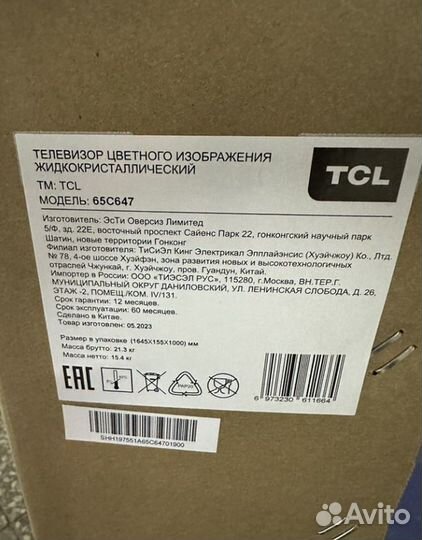 ТЕЛЕВИЗОР ЦВЕТНОГО ИЗОБРАЖЕНИЯ
ЖИДКОКРИСТАЛЛИЧЕСКИЙ
ТМ: TCL
TCL
МОДЕЛЬ: 65C647
Изготовитель: ЭсТи Оверсиз Лимитед
5/Ф, зд. 22Е, восточный проспект Сайенс Парк 22, гонконгский научный парк
Шатин, новые территории Гонконг
Филиал изготовителя: ТиСиЭл Кинг Электрикал Эпплайэнсис (Хуэйчжоу) Ко., Лтд.
№ 78, 4-ое шоссе Хуэйфэн, зона развития новых и высокотехнологичных
отраслей Чжункай, г. Хуэйчжоу, пров. Гуандун, Китай.
Импортер в России: ООО "ТИЭСЭЛ РУС", 115280, г.Москва, ВН.ТЕР.Г.
МУНИЦИПАЛЬНЫЙ ОКРУГ ДАНИЛОВСКИЙ, УЛ. ЛЕНИНСКАЯ СЛОБОДА, Д. 26,
ЭТАЖ -2, ПОМЕЩ./КОМ. IV/131.
Срок гарантии: 12 месяцев.
Срок эксплуатации: 60 месяцев.
Сделано в Китае.
Товар изготовлен: 05.2023
Размер в упаковке (1645X155X1000) мм
Масса брутто: 21.3 кг
Масса нетто: 15.4 кг
EAC
PAP20
6 973230 611664
SHH197551A65C64701900
Avito